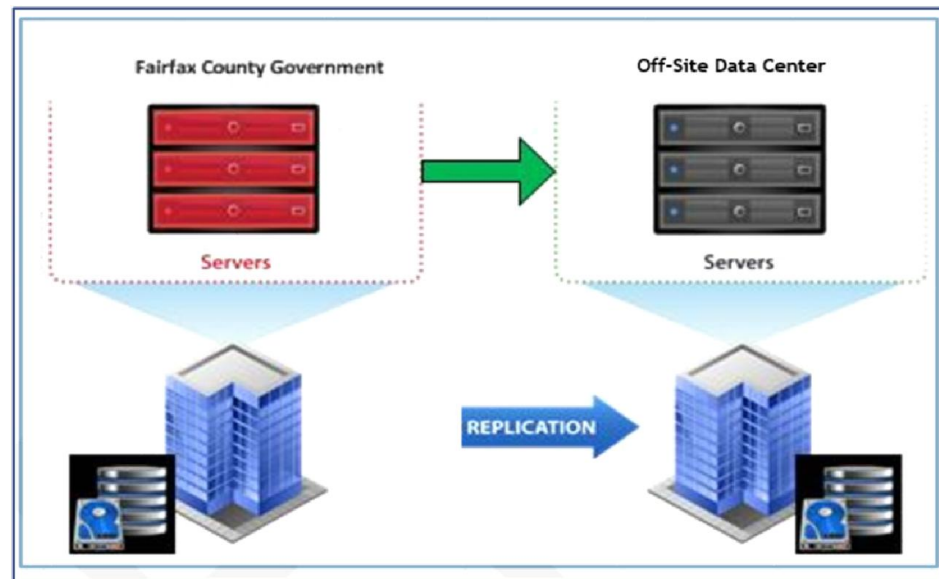 Fairfax County Government
Off-Site Data Center
Servers
Servers
REPLICATION